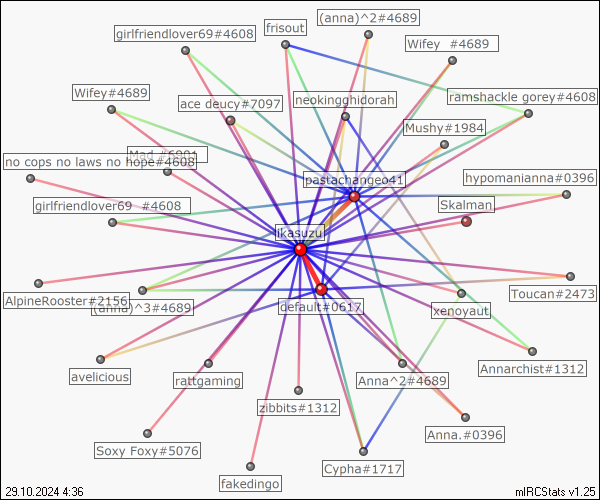 (anna)^2#4689
frisout
girlfriendlover69#4608
Wifey #4689
Wifey#4689
ace deucy#7097
neokingghidorah
ramshackle gorey#4608
Mushy#1984
no cops no laws no hope#4608
pastachangeo41
hypomanianna#0396
girlfriendlover69 #4608
Skalman
ikasuzu
AlpineRooster#2156
(anna)^3#4689
default#0617
Toucan#2473
xenoyaut
Annarchist#1312
avelicious
rattgaming
Anna^2#4689
zibbits#1312
Anna.#0396
Soxy Foxy#5076
Cypha#1717
fakedingo
29.10.2024 4:36
mIRCStats v1.25